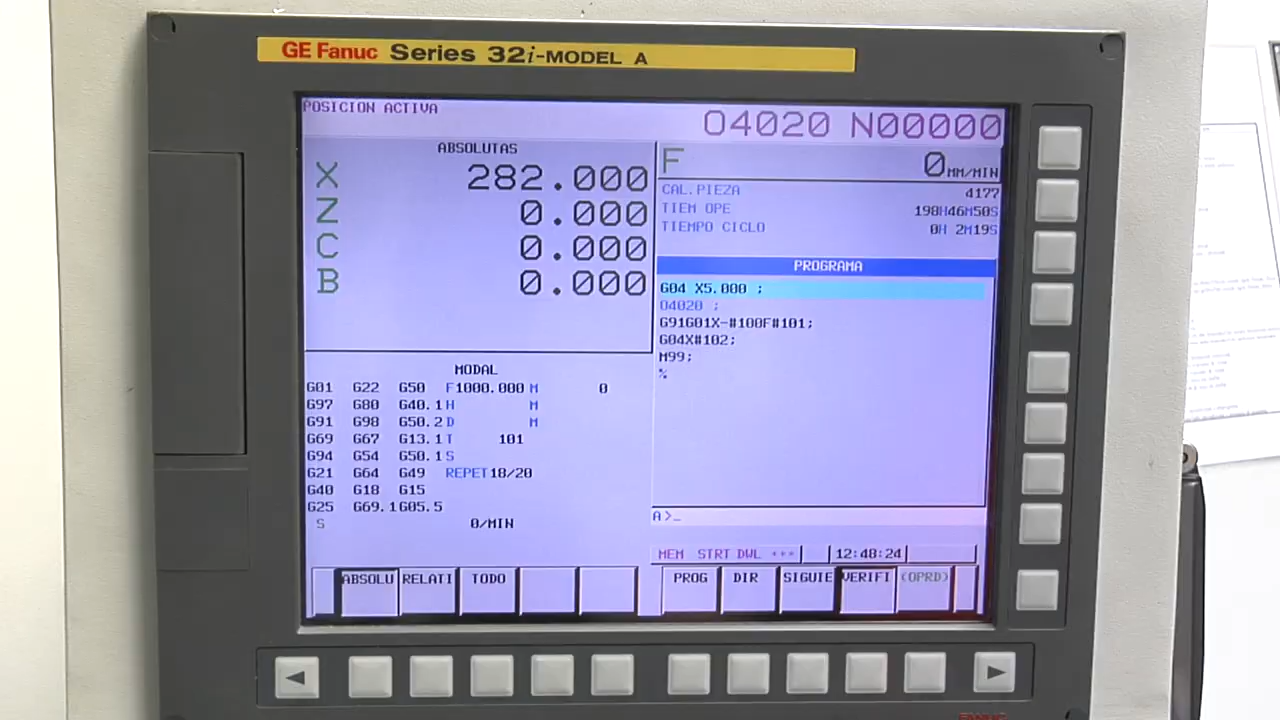 GE Fanuc Series 32i-MODEL A
POSICION ACTIVA
O4020 N00000
ABSOLUTAS
X 282.000
Z 0.000
C 0.000
B 0.000
F 0 MM/MIN
CAL.PIEZA 4177
TIEM OPE 198H46M50S
TIEMPO CICLO 0H 2M19S
PROGRAMA
G04 X5.000 ;
O4020 ;
G91G01X-#100F#101;
G04X#102;
M99;
%
MODAL
G01 G22 G50 F1000.000 M 0
G97 G80 G40.1 H M
G91 G98 G50.2 D M
G69 G67 G13.1 T 101
G94 G54 G50.1 S
G21 G64 G49 REPET 18/20
G40 G18 G15
G25 G69.1 G05.5
S 0/MIN
A>_
MEM STRT DWL *** 12:48:24
ABSOLU RELATI TODO
PROG DIR SIGUIE VERIFI (OPRD)
FANUC